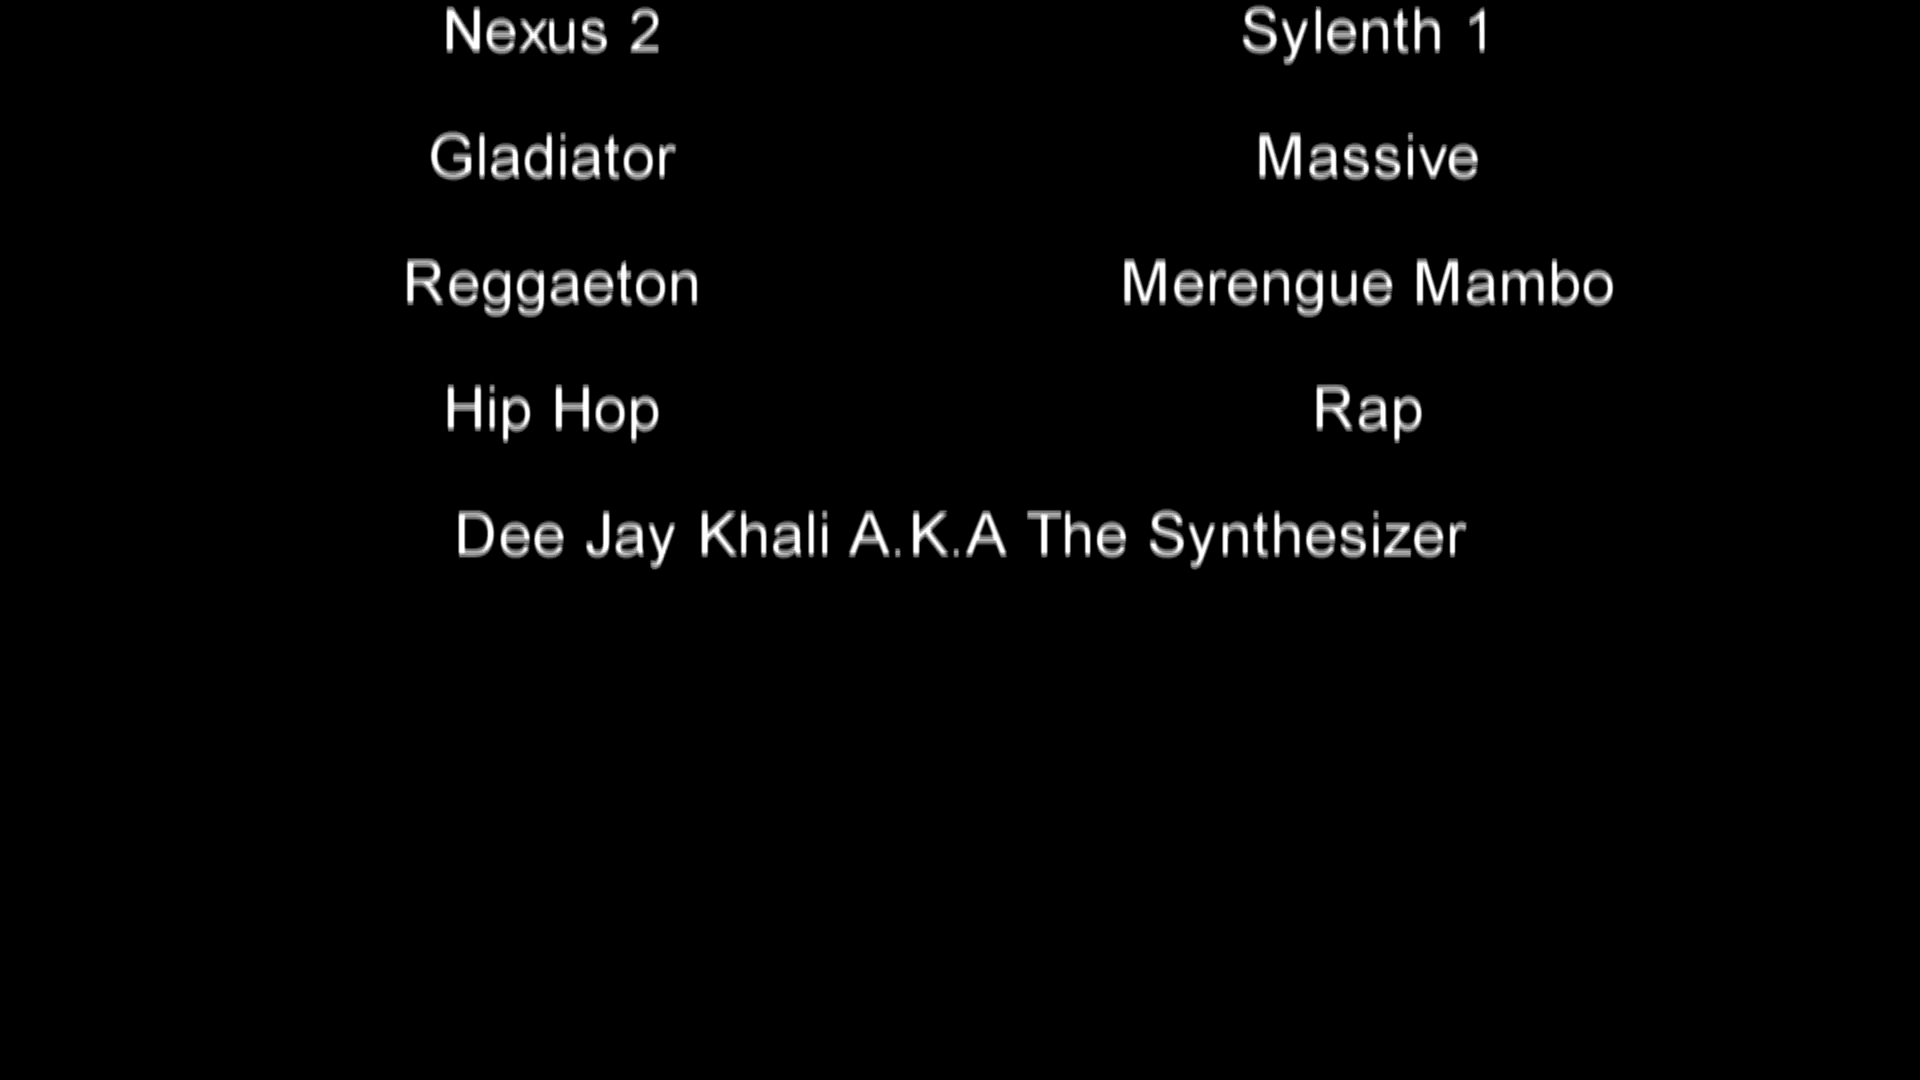 Nexus 2 Sylenth 1
Gladiator Massive
Reggaeton Merengue Mambo
Hip Hop Rap
Dee Jay Khali A.K.A The Synthesizer